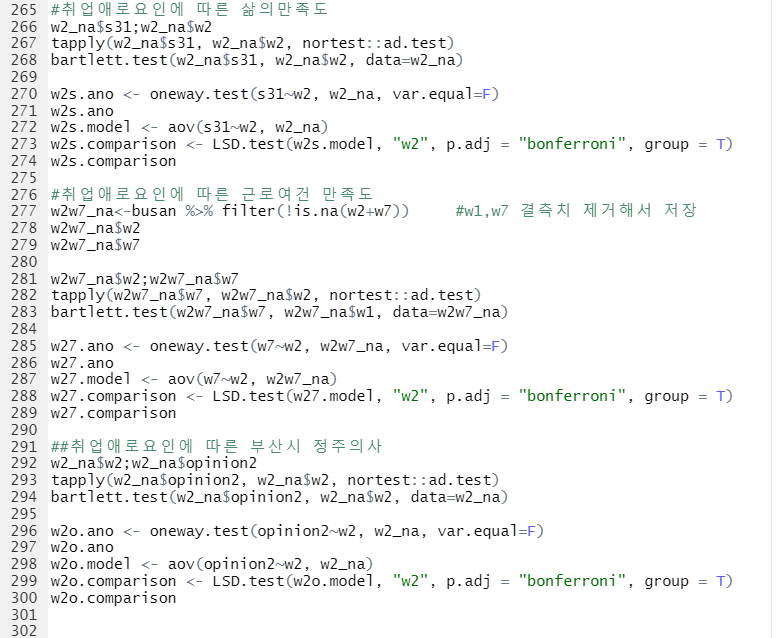 265 #취업애로요인에 따른 삶의만족도
266 w2_na$s31;w2_na$w2
267 tapply(w2_na$s31, w2_na$w2, nortest::ad.test)
268 bartlett.test(w2_na$s31, w2_na$w2, data=w2_na)
269
270 w2s.ano <- oneway.test(s31~w2, w2_na, var.equal=F)
271 w2s.ano
272 w2s.model <- aov(s31~w2, w2_na)
273 w2s.comparison <- LSD.test(w2s.model, "w2", p.adj = "bonferroni", group = T)
274 w2s.comparison
275
276 #취업애로요인에 따른 근로여건 만족도
277 w2w7_na<-busan %>% filter(!is.na(w2+w7))     #w1,w7 결측치 제거해서 저장
278 w2w7_na$w2
279 w2w7_na$w7
280
281 w2w7_na$w2;w2w7_na$w7
282 tapply(w2w7_na$w7, w2w7_na$w2, nortest::ad.test)
283 bartlett.test(w2w7_na$w7, w2w7_na$w1, data=w2w7_na)
284
285 w27.ano <- oneway.test(w7~w2, w2w7_na, var.equal=F)
286 w27.ano
287 w27.model <- aov(w7~w2, w2w7_na)
288 w27.comparison <- LSD.test(w27.model, "w2", p.adj = "bonferroni", group = T)
289 w27.comparison
290
291 ##취업애로요인에 따른 부산시 정주의사
292 w2_na$w2;w2_na$opinion2
293 tapply(w2_na$opinion2, w2_na$w2, nortest::ad.test)
294 bartlett.test(w2_na$opinion2, w2_na$w2, data=w2_na)
295
296 w2o.ano <- oneway.test(opinion2~w2, w2_na, var.equal=F)
297 w2o.ano
298 w2o.model <- aov(opinion2~w2, w2_na)
299 w2o.comparison <- LSD.test(w2o.model, "w2", p.adj = "bonferroni", group = T)
300 w2o.comparison
301
302